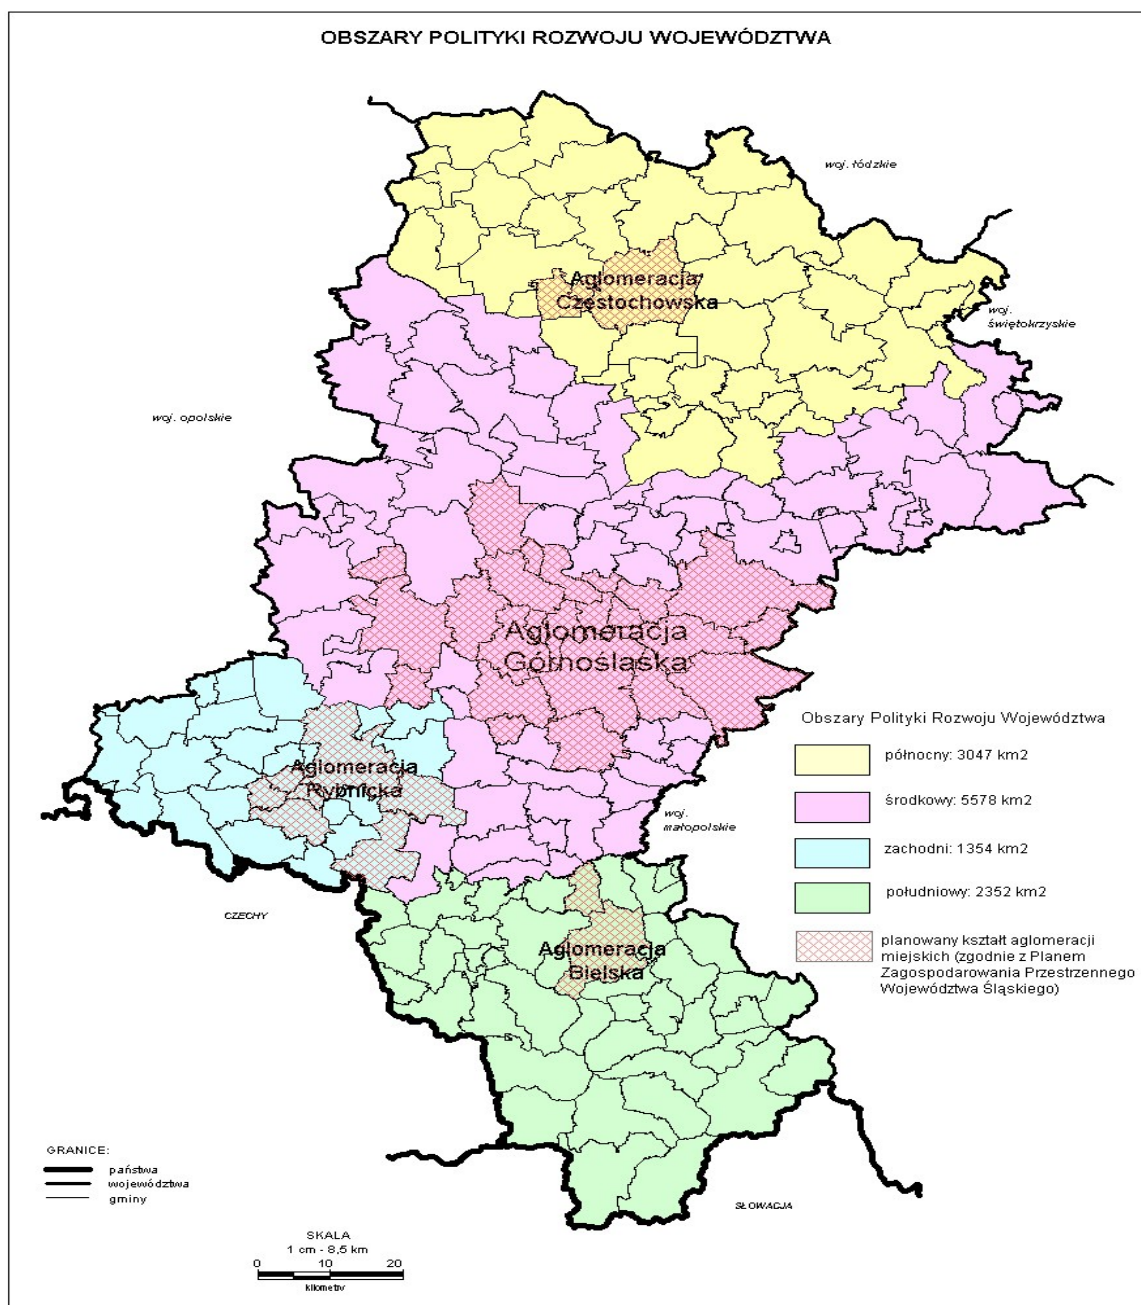 OBSZARY POLITYKI ROZWOJU WOJEWÓDZTWA
woj. łódzkie
Aglomeracja
Częstochowska
woj.
świętokrzyskie
woj. opolskie
Aglomeracja
Górnośląska
Obszary Polityki Rozwoju Województwa
północny: 3047 km2
środkowy: 5578 km2
zachodni: 1354 km2
południowy: 2352 km2
planowany kształt aglomeracji
miejskich (zgodnie z Planem
Zagospodarowania Przestrzennego
Województwa Śląskiego)
Aglomeracja
Rybnicka
woj.
małopolskie
CZECHY
Aglomeracja
Bielska
GRANICE:
państwa
województwa
gminy
SŁOWACJA
SKALA
1 cm - 8,5 km
0 10 20
kilometry